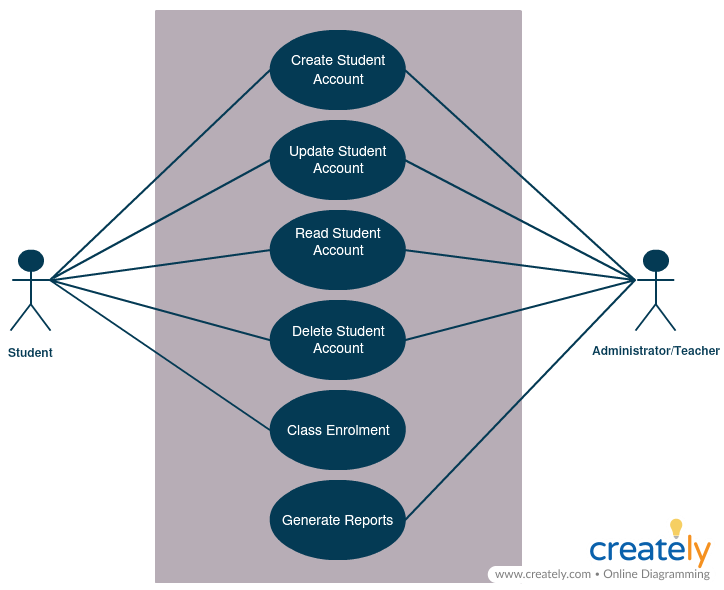 Create Student
Account
Update Student
Account
Read Student
Account
Delete Student
Account
Class Enrolment
Generate Reports
Student
Administrator/Teacher
creately
www.creately.com • Online Diagramming